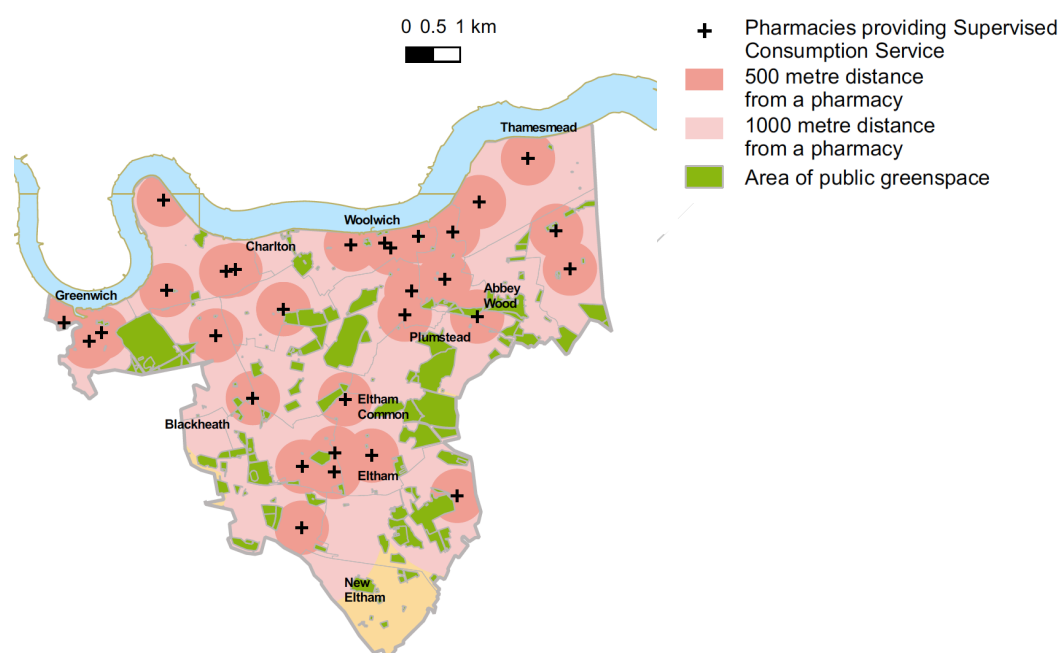 0 0.5 1 km
Pharmacies providing Supervised
Consumption Service
500 metre distance
from a pharmacy
1000 metre distance
from a pharmacy
Area of public greenspace
Thamesmead
Woolwich
Charlton
Greenwich
Abbey
Wood
Plumstead
Eltham
Common
Blackheath
Eltham
New
Eltham